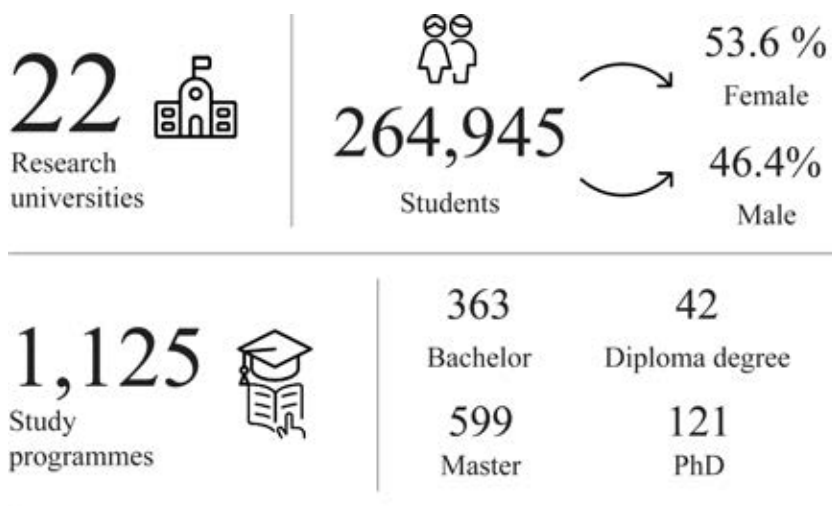 22
Research
universities
264,945
Students
53.6 %
Female
46.4%
Male
1,125
Study
programmes
363
Bachelor
42
Diploma degree
599
Master
121
PhD